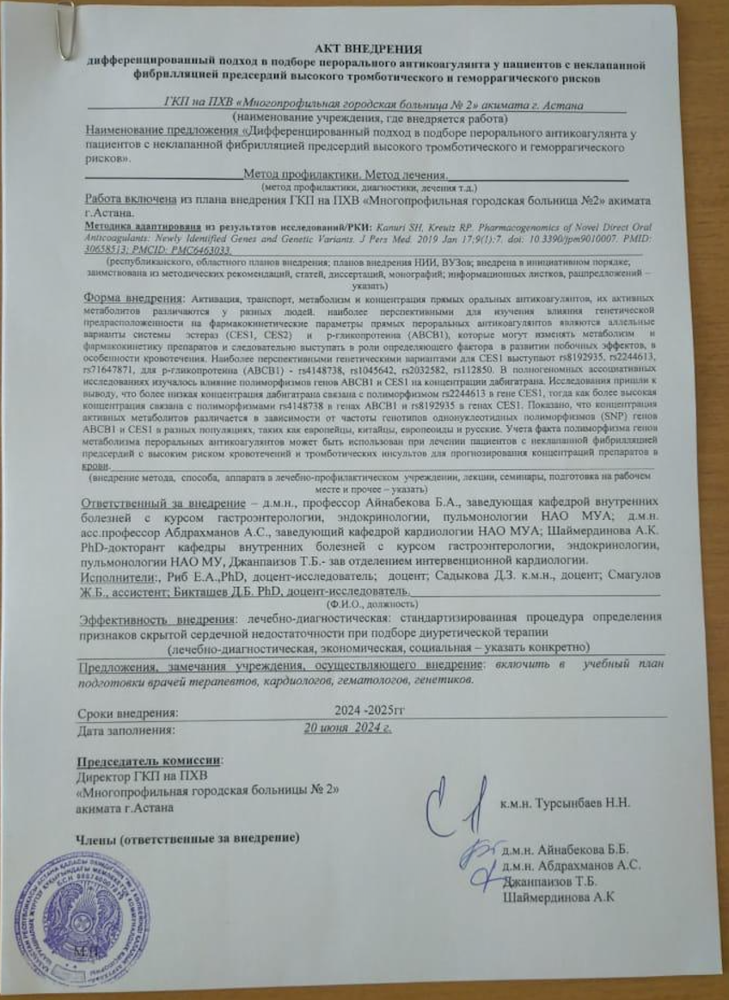 АКТ ВНЕДРЕНИЯ
дифференцированный подход в подборе перорального антикоагулянта у пациентов с неклапанной
фибрилляцией предсердий высокого тромботического и геморрагического рисков
ГКП на ПХВ «Многопрофильная городская больница № 2» акимата г. Астана
(наименование учреждения, где внедряется работа)
Наименование предложения «Дифференцированный подход в подборе перорального антикоагулянта у
пациентов с неклапанной фибрилляцией предсердий высокого тромботического и геморрагического
рисков».
Метод профилактики. Метод лечения.
(метод профилактики, диагностики, лечения т.д.)
Работа включена из плана внедрения ГКП на ПХВ «Многопрофильная городская больница №2» акимата
г.Астана.
Методика адаптирована из результатов исследований/РКИ: Kanuri SH, Kreutz RP. Pharmacogenomics of Novel Direct Oral
Anticoagulants: Newly Identified Genes and Genetic Variants. J Pers Med. 2019 Jan 17;9(1):7. doi: 10.3390/jpm9010007. PMID:
30658513; PMCID: PMC6463033.
(республиканского, областного планов внедрения; планов внедрения НИИ, ВУЗов; внедрена в инициативном порядке;
заимствована из методических рекомендаций, статей, диссертаций, монографий; информационных листков, рацпредложений –
указать)
Форма внедрения: Активация, транспорт, метаболизм и концентрация прямых оральных антикоагулянтов, их активных
метаболитов различаются у разных людей. наиболее перспективными для изучения влияния генетической
предрасположенности на фармакокинетические параметры прямых пероральных антикоагулянтов являются аллельные
варианты системы эстераз (CES1, CES2) и р-гликопротеина (ABCB1), которые могут изменять метаболизм и
фармакокинетику препаратов и следовательно выступать в роли определяющего фактора в развитии побочных эффектов, в
особенности кровотечения. Наиболее перспективными генетическими вариантами для CES1 выступают rs8192935, rs2244613,
rs71647871, для р-гликопротеина (ABCB1) - rs4148738, rs1045642, rs2032582, rs112850. В полногеномных ассоциативных
исследованиях изучалось влияние полиморфизмов генов ABCB1 и CES1 на концентрации дабигатрана. Исследования пришли к
выводу, что более низкая концентрация дабигатрана связана с полиморфизмом rs2244613 в гене CES1, тогда как более высокая
концентрация связана с полиморфизмами rs4148738 в генах ABCB1 и rs8192935 в генах CES1. Показано, что концентрация
активных метаболитов различается в зависимости от частоты генотипов однонуклеотидных полиморфизмов (SNP) генов
ABCB1 и CES1 в разных популяциях, таких как европейцы, китайцы, европеоиды и русские. Учета факта полиморфизма генов
метаболизма пероральных антикоагулянтов может быть использован при лечении пациентов с неклапанной фибрилляцией
предсердий с высоким риском кровотечений и тромботических инсультов для прогнозирования концентраций препаратов в
крови.
(внедрение метода, способа, аппарата в лечебно-профилактическом учреждении, лекции, семинары, подготовка на рабочем
месте и прочее – указать)
Ответственный за внедрение – д.м.н., профессор Айнабекова Б.А., заведующая кафедрой внутренних
болезней с курсом гастроэнтерологии, эндокринологии, пульмонологии НАО МУА; д.м.н.
асс.профессор Абдрахманов А.С., заведующий кафедрой кардиологии НАО МУА; Шаймердинова А.К.
PhD-докторант кафедры внутренних болезней с курсом гастроэнтерологии, эндокринологии,
пульмонологии НАО МУ, Джанпаизов Т.Б.- зав отделением интервенционной кардиологии.
Исполнители:, Риб Е.А.,PhD, доцент-исследователь; доцент; Садыкова Д.З. к.м.н., доцент; Смагулов
Ж.Б., ассистент; Бикташев Д.Б. PhD, доцент-исследователь.
(Ф.И.О., должность)
Эффективность внедрения: лечебно-диагностическая: стандартизированная процедура определения
признаков скрытой сердечной недостаточности при подборе диуретической терапии
(лечебно-диагностическая, экономическая, социальная – указать конкретно)
Предложения, замечания учреждения, осуществляющего внедрение: включить в учебный план
подготовки врачей терапевтов, кардиологов, гематологов, генетиков.
Сроки внедрения: 2024 -2025гг
Дата заполнения: 20 июня 2024 г.
Председатель комиссии:
Директор ГКП на ПХВ
«Многопрофильная городская больницы № 2»
акимата г.Астана
к.м.н. Турсынбаев Н.Н.
Члены (ответственные за внедрение)
д.м.н. Айнабекова Б.Б.
д.м.н. Абдрахманов А.С.
Джанпаизов Т.Б.
Шаймердинова А.К
М.П.